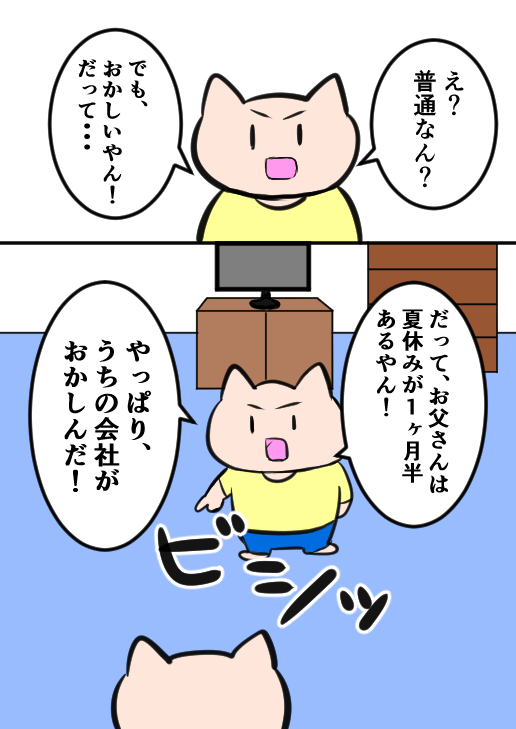 え？
普通なん？
でも、
おかしいやん！
だって・・・
だって、お父さんは
夏休みが１ヶ月半
あるやん！
やっぱり、
うちの会社が
おかしんだ！
ビシッ